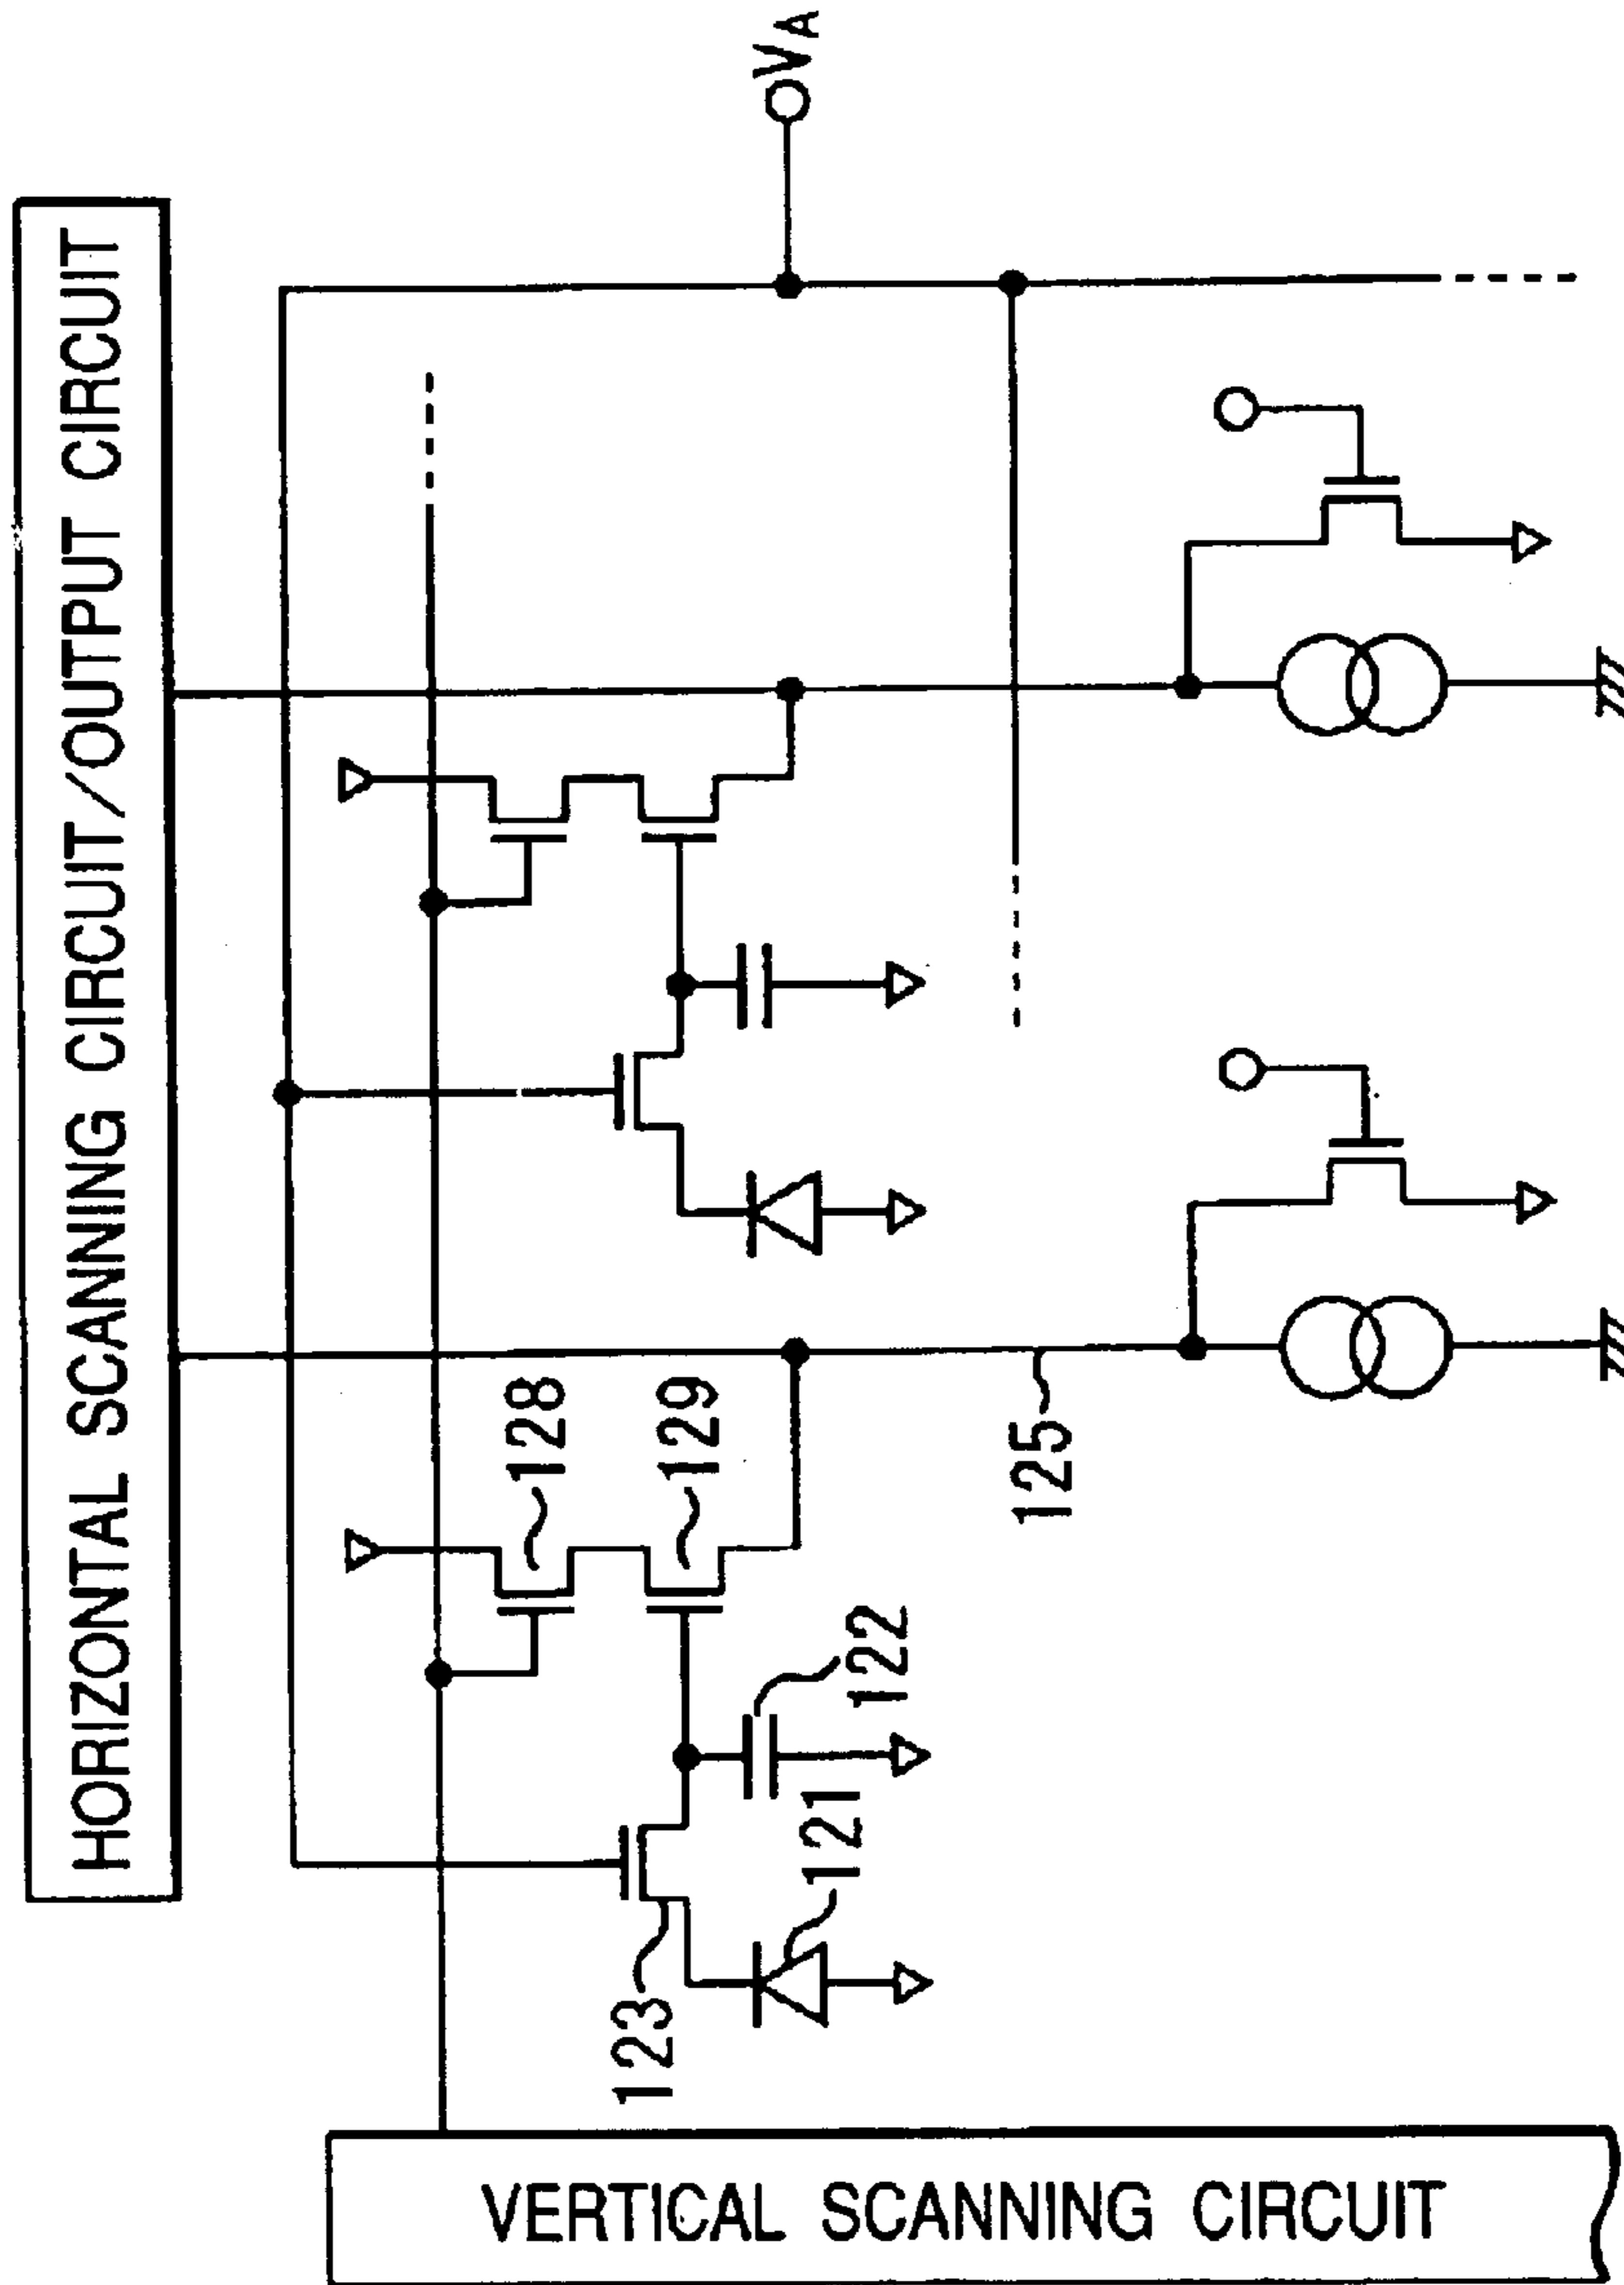 HORIZONTAL SCANNING CIRCUIT/OUTPUT CIRCUIT
VA
128
129
125
122
121
123
VERTICAL SCANNING CIRCUIT